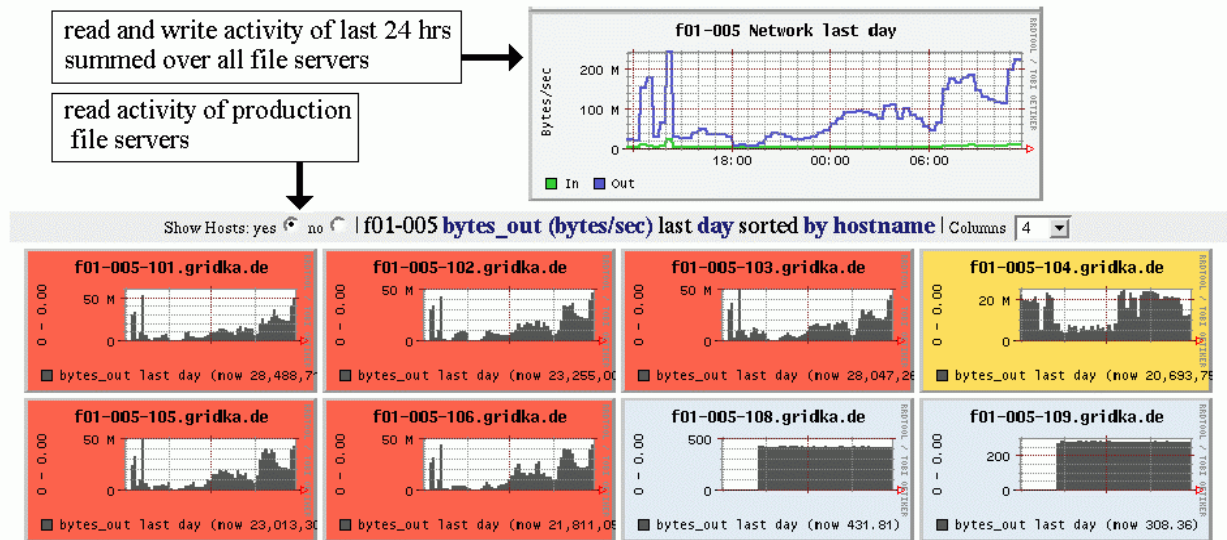 read and write activity of last 24 hrs
summed over all file servers
read activity of production
file servers
f01-005 Network last day
Bytes/sec
200 M
100 M
0
18:00 00:00 06:00
In Out
RRDTOOL / TOBI OETIKER
Show Hosts: yes no | f01-005 bytes_out (bytes/sec) last day sorted by hostname | Columns 4
f01-005-101.gridka.de
0 - 0.00
50 M
0
bytes_out last day (now 28,488,7
f01-005-102.gridka.de
0 - 0.00
50 M
0
bytes_out last day (now 23,255,0
f01-005-103.gridka.de
0 - 0.00
50 M
0
bytes_out last day (now 28,047,2
f01-005-104.gridka.de
0 - 0.00
20 M
0
bytes_out last day (now 20,693,7
RRDTOOL / TOBI OETIKER
f01-005-105.gridka.de
0 - 0.00
50 M
0
bytes_out last day (now 23,013,3
f01-005-106.gridka.de
0 - 0.00
50 M
0
bytes_out last day (now 21,811,0
f01-005-108.gridka.de
0 - 0.00
500
0
bytes_out last day (now 431.81)
RRDTOOL / TOBI OETIKER
f01-005-109.gridka.de
0 - 0.00
200
0
bytes_out last day (now 308.36)
RRDTOOL / TOBI OETIKER